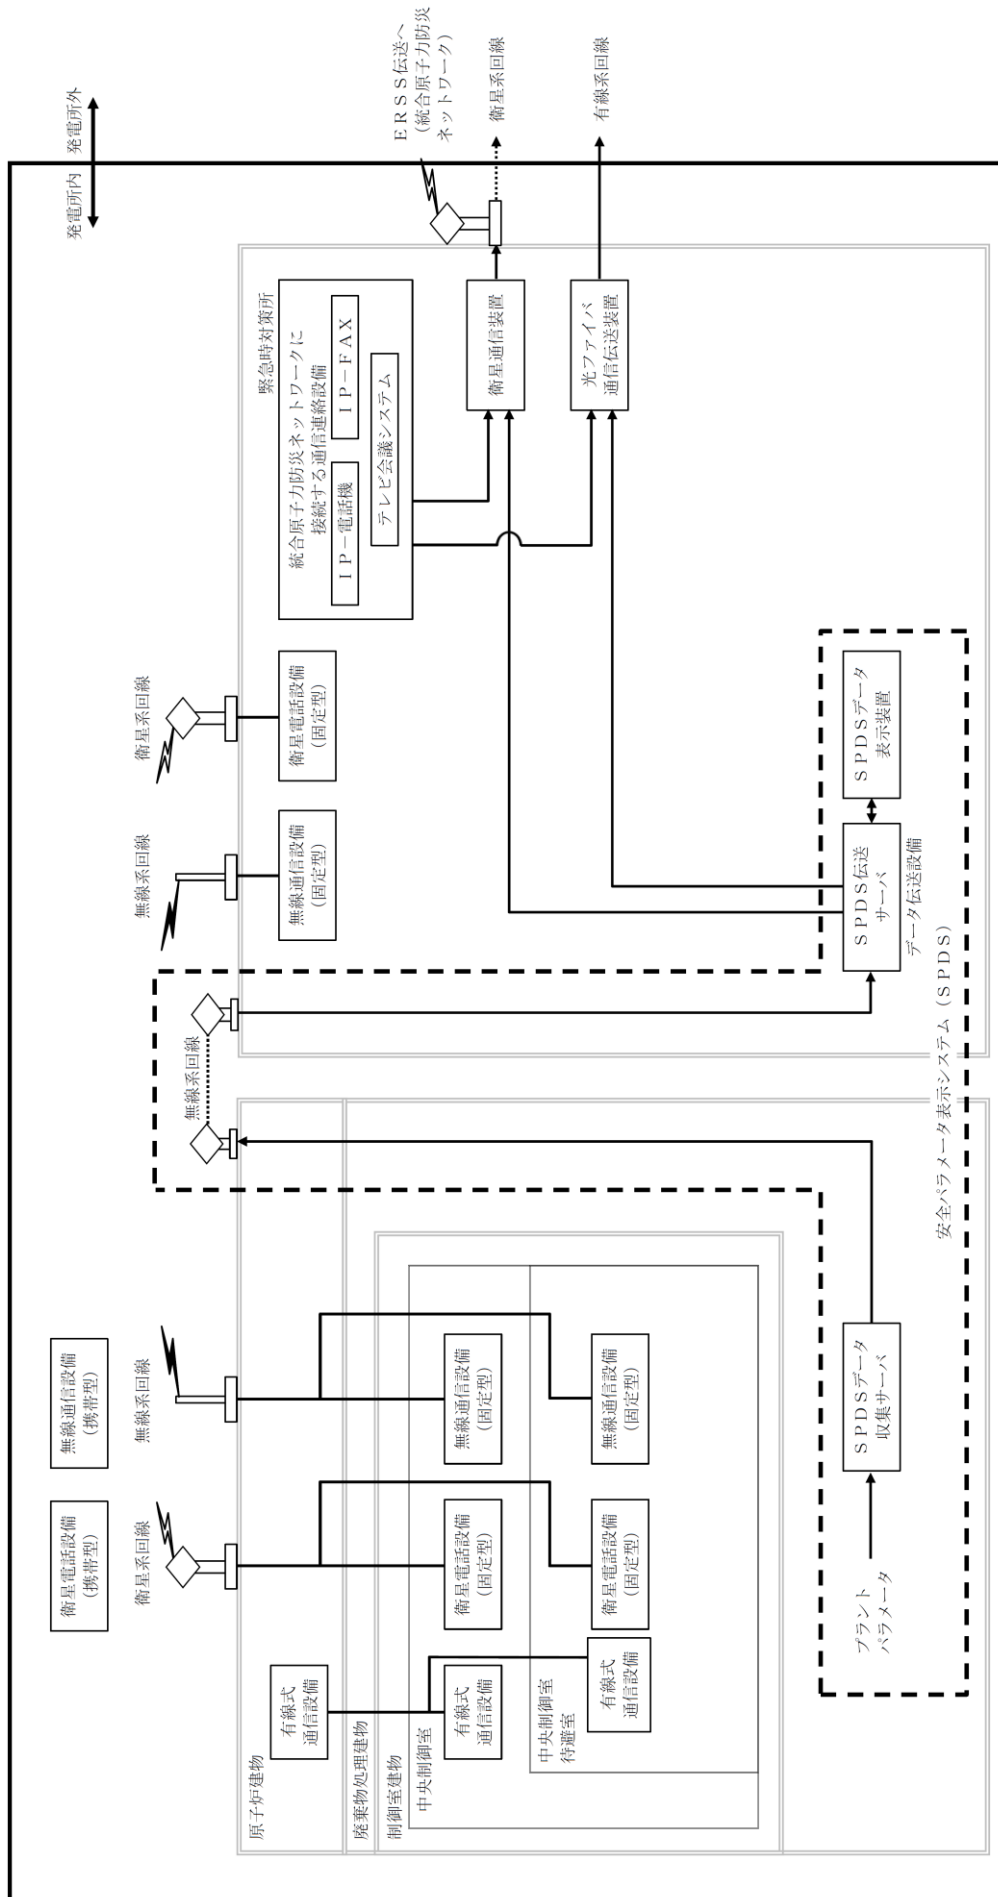 発電所内　発電所外
衛星電話設備
(携帯型)
無線通信設備
(携帯型)
衛星系回線
無線系回線
無線系回線
無線系回線
衛星系回線
原子炉建物
有線式
通信設備
廃棄物処理建物
制御室建物
中央制御室
有線式
通信設備
衛星電話設備
(固定型)
無線通信設備
(固定型)
中央制御室
待避室
有線式
通信設備
衛星電話設備
(固定型)
無線通信設備
(固定型)
プラント
パラメータ
ＳＰＤＳデータ
収集サーバ
安全パラメータ表示システム（ＳＰＤＳ）
無線通信設備
(固定型)
衛星電話設備
(固定型)
緊急時対策所
統合原子力防災ネットワークに
接続する通信連絡設備
ＩＰ－電話機
ＩＰ－ＦＡＸ
テレビ会議システム
衛星通信装置
光ファイバ
通信伝送装置
ＳＰＤＳ伝送
サーバ
データ伝送設備
ＳＰＤＳデータ
表示装置
ＥＲＳＳ伝送へ
（統合原子力防災
ネットワーク）
衛星系回線
有線系回線